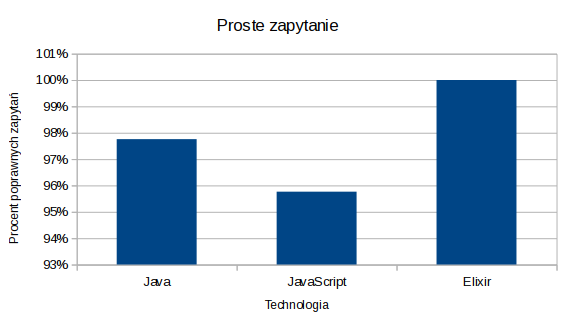 Proste zapytanie
101%
100%
99%
98%
97%
96%
95%
94%
93%
Procent poprawnych zapytań
Java JavaScript Elixir
Technologia